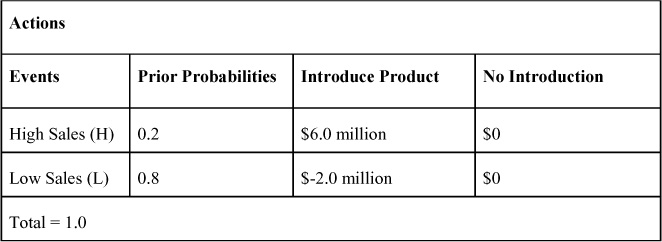 Actions
Events Prior Probabilities Introduce Product No Introduction
High Sales (H) 0.2 $6.0 million $0
Low Sales (L) 0.8 $-2.0 million $0
Total = 1.0